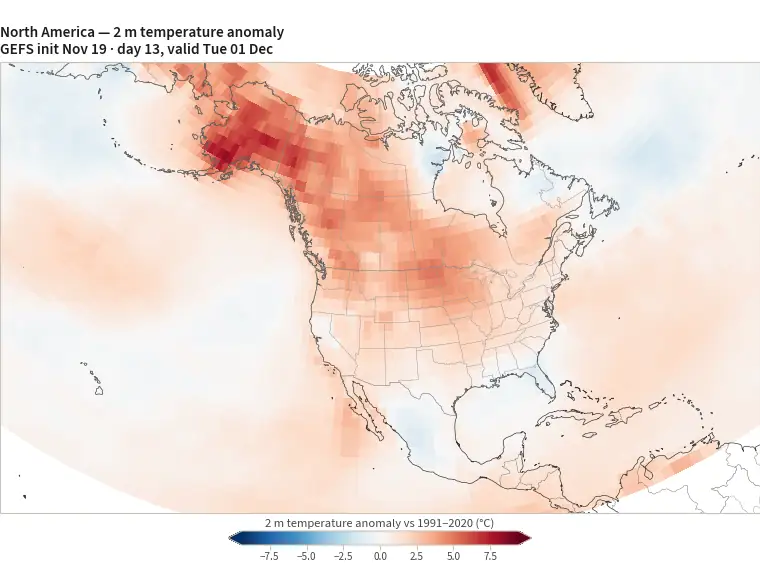 North America — 2 m temperature anomaly
GEFS init Nov 19 · day 13, valid Tue 01 Dec
2 m temperature anomaly vs 1991–2020 (°C)
−7.5 −5.0 −2.5 0.0 2.5 5.0 7.5